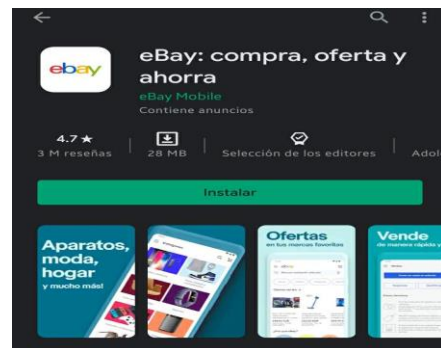 ebay
eBay: compra, oferta y
ahorra
eBay Mobile
Contiene anuncios
4.7★
3 M reseñas
28 MB
Selección de los editores
Adol
Instalar
Aparatos,
moda,
hogar
y mucho más!
Ofertas
en tus marcas favoritas
Vende
de manera rápida y